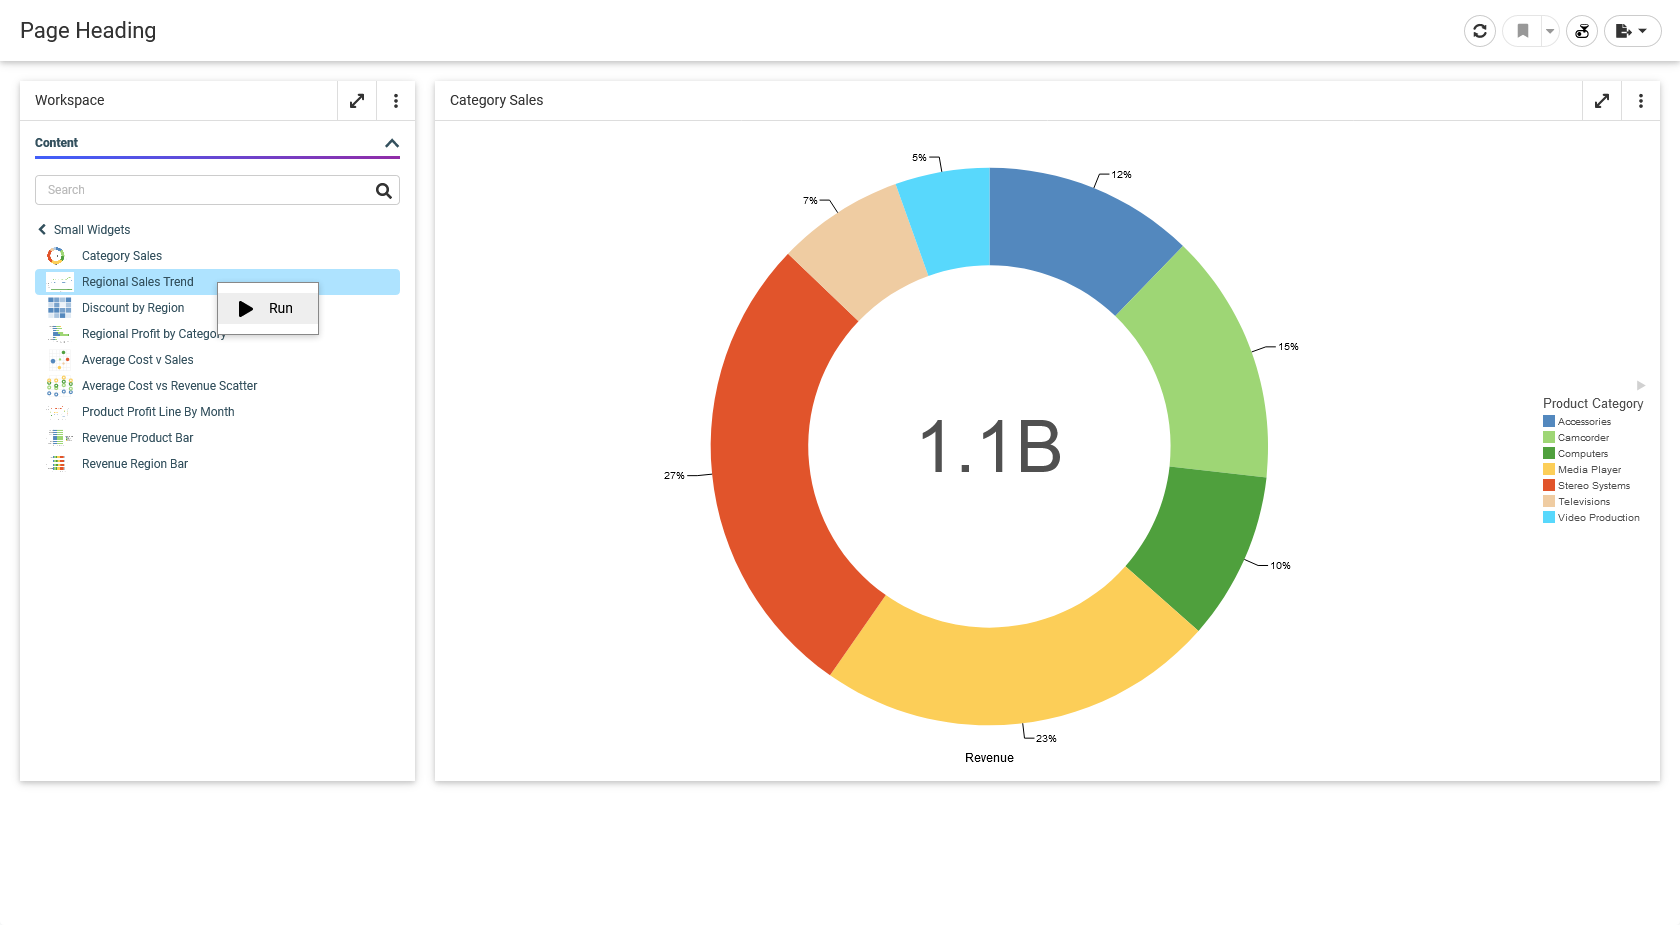 Page Heading
Workspace
Content
Search
Small Widgets
Category Sales
Regional Sales Trend
Run
Discount by Region
Regional Profit by Category
Average Cost v Sales
Average Cost vs Revenue Scatter
Product Profit Line By Month
Revenue Product Bar
Revenue Region Bar
Category Sales
5%
12%
7%
15%
27%
10%
23%
1.1B
Revenue
Product Category
Accessories
Camcorder
Computers
Media Player
Stereo Systems
Televisions
Video Production